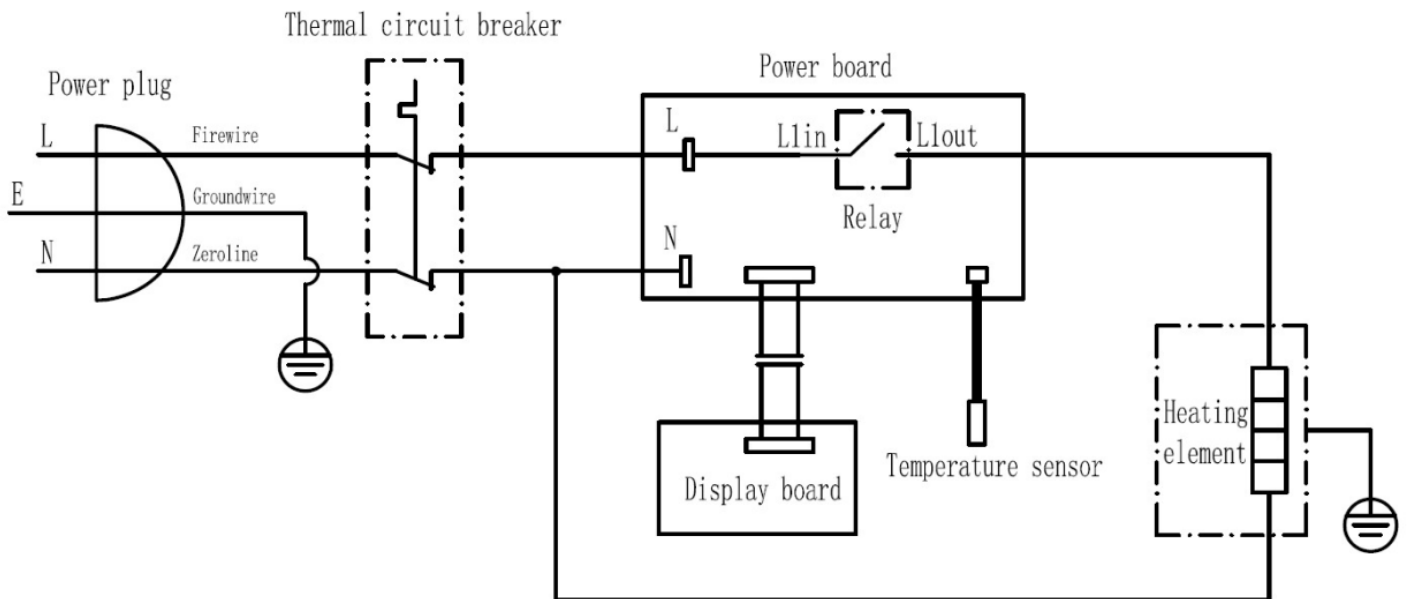 Thermal circuit breaker
Power plug
Power board
L
Firewire
L
L1in
L1out
E
Groundwire
Relay
N
Zeroline
N
Heating
element
Temperature sensor
Display board